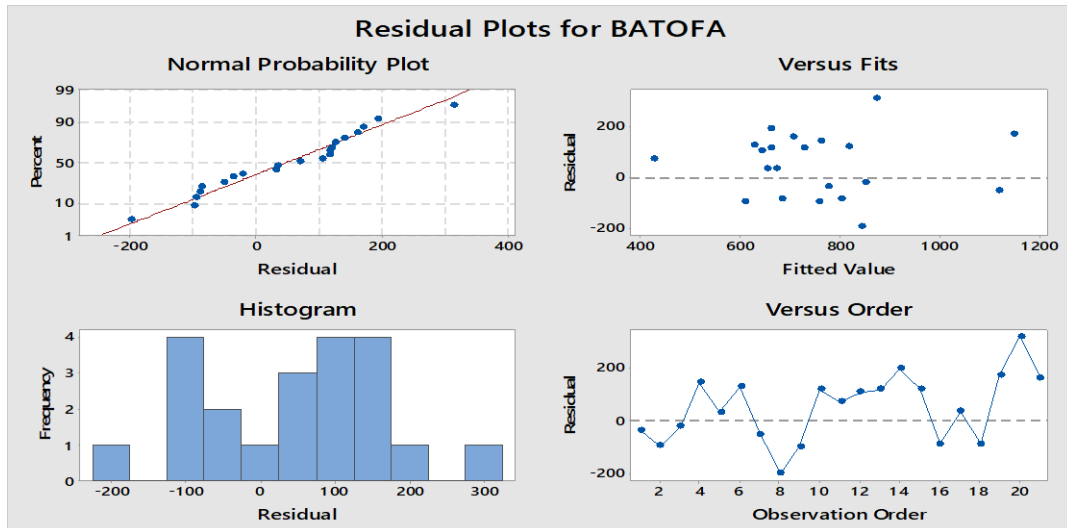 Residual Plots for BATOFA
Normal Probability Plot
99
90
50
10
1
Percent
-200 0 200 400
Residual
Versus Fits
200
0
-200
Residual
400 600 800 1000 1200
Fitted Value
Histogram
4
3
2
1
0
Frequency
-200 -100 0 100 200 300
Residual
Versus Order
200
0
-200
Residual
2 4 6 8 10 12 14 16 18 20
Observation Order